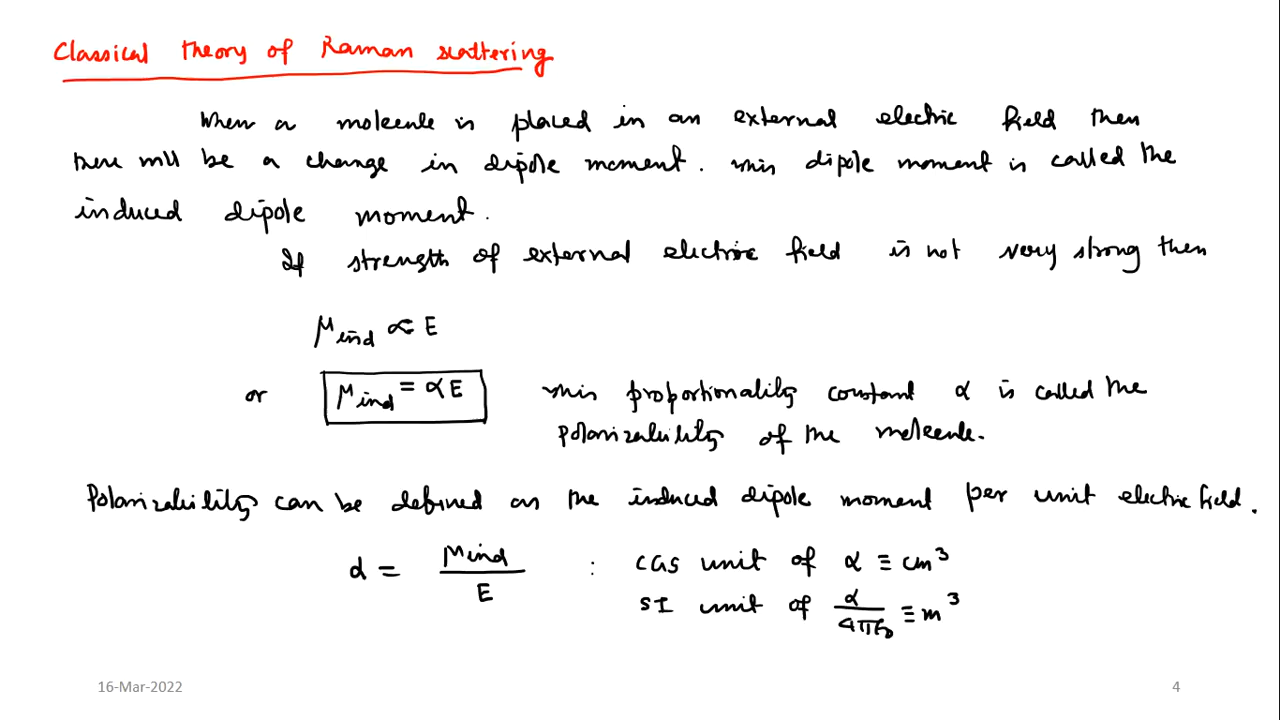 Classical theory of Raman scattering
When a molecule is placed in an external electric field then
there will be a change in dipole moment. This dipole moment is called the
induced dipole moment.
If strength of external electric field is not very strong then
μind ∝ E
or μind = αE This proportionality constant α is called the
polarizability of the molecule.
Polarizability can be defined as the induced dipole moment per unit electric field.
α = μind / E : CGS unit of α ≡ cm³
SI unit of α / 4πε₀ ≡ m³
16-Mar-2022 4